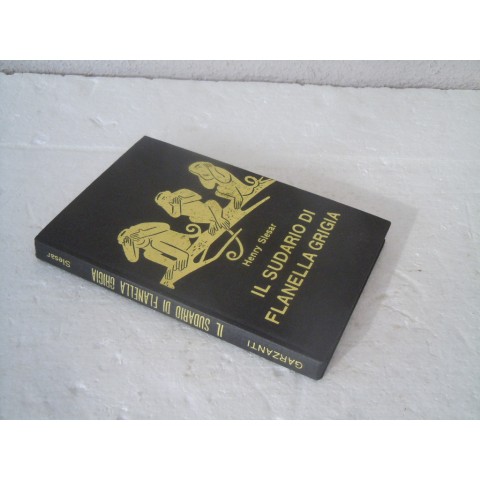 Henry Slesar
IL SUDARIO DI
FLANELLA GRIGIA
Slesar
IL SUDARIO DI FLANELLA GRIGIA
GARZANTI